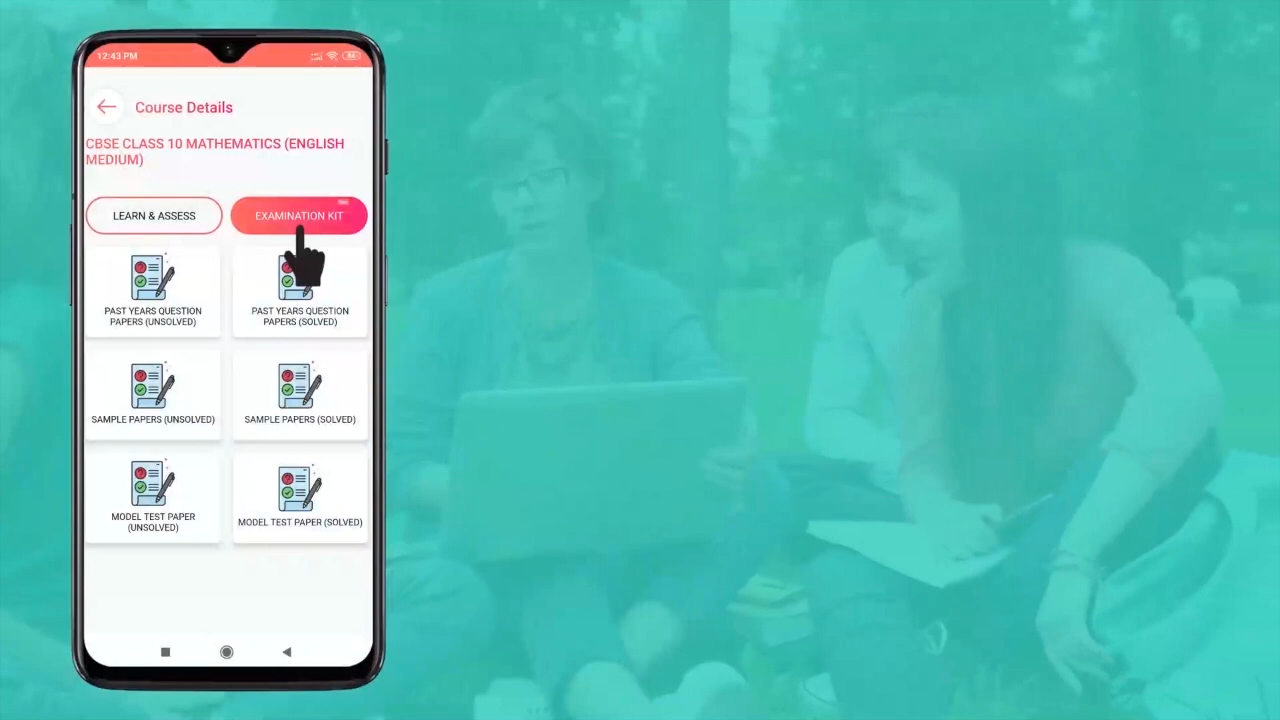 12:43 PM
Course Details
CBSE CLASS 10 MATHEMATICS (ENGLISH
MEDIUM)
LEARN & ASSESS
EXAMINATION KIT
PAST YEARS QUESTION
PAPERS (UNSOLVED)
PAST YEARS QUESTION
PAPERS (SOLVED)
SAMPLE PAPERS (UNSOLVED)
SAMPLE PAPERS (SOLVED)
MODEL TEST PAPER
(UNSOLVED)
MODEL TEST PAPER (SOLVED)